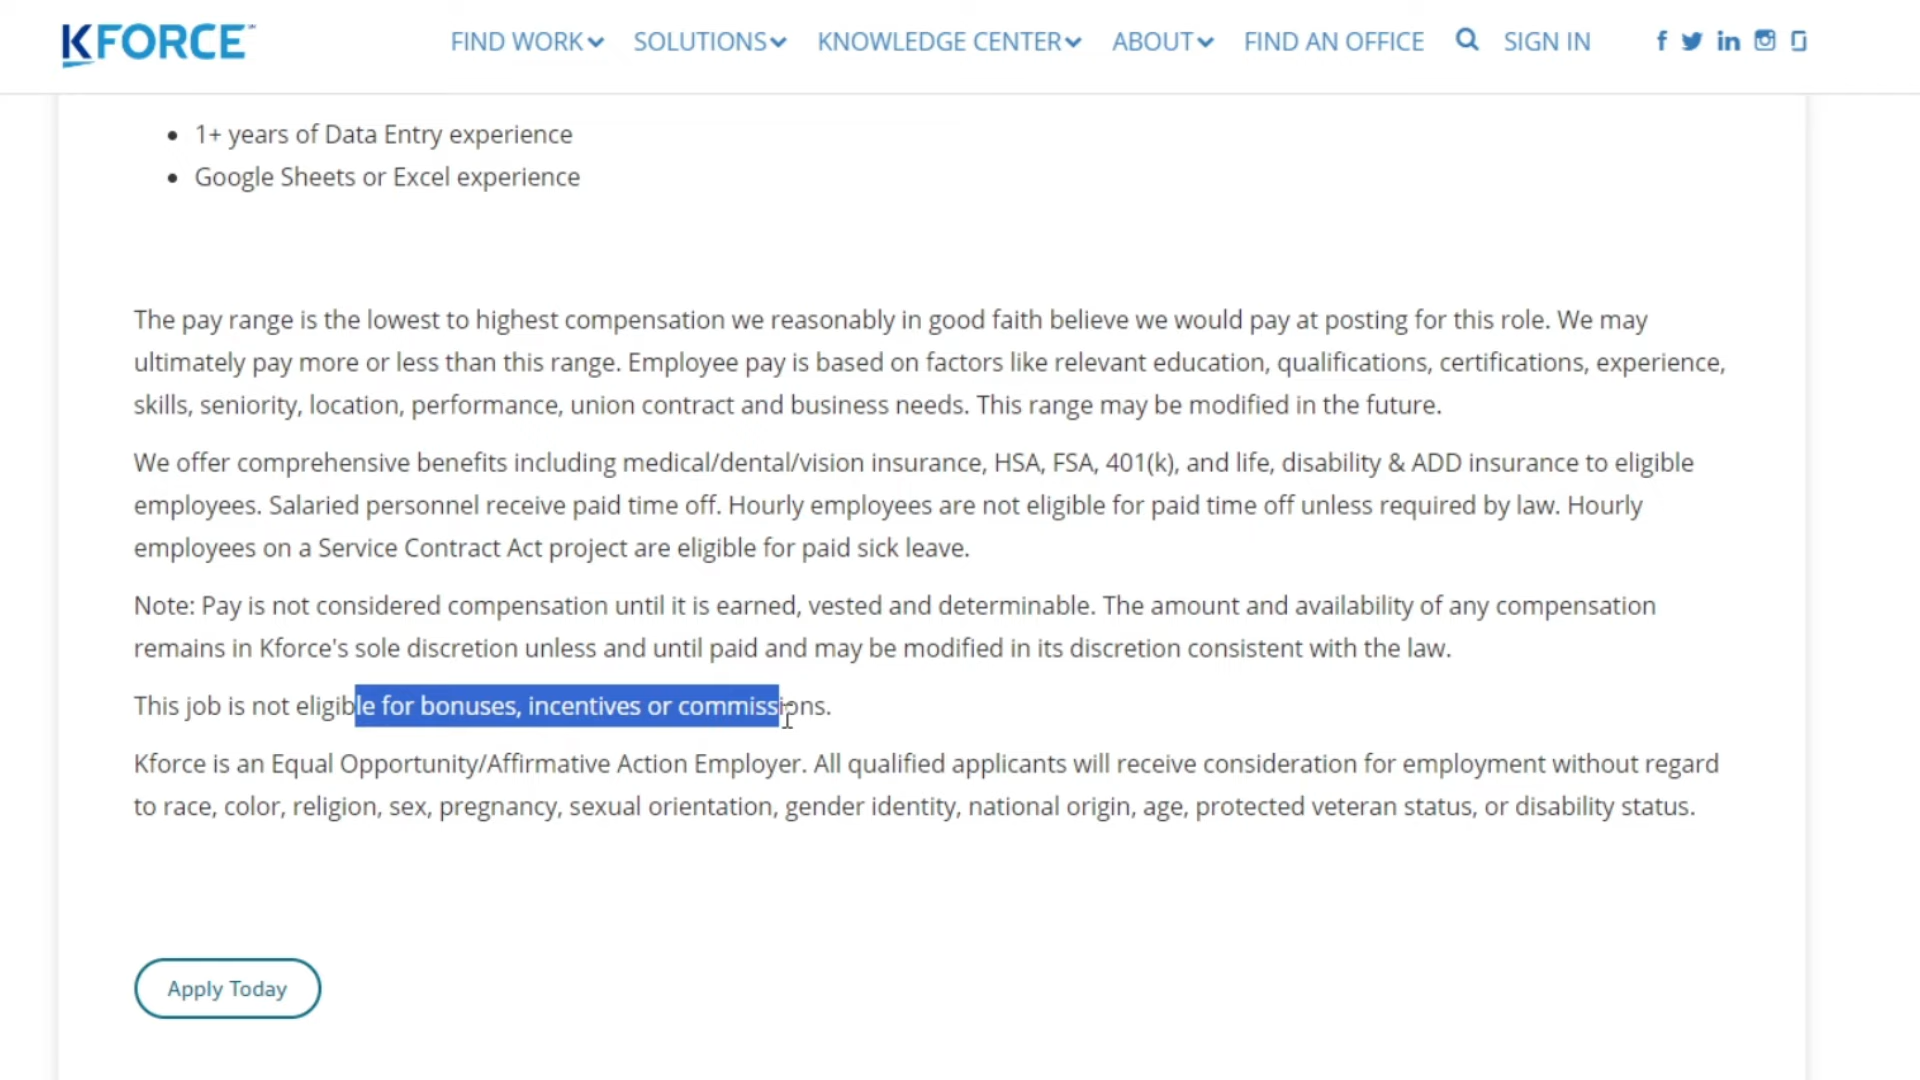 KFORCE
FIND WORK SOLUTIONS KNOWLEDGE CENTER ABOUT FIND AN OFFICE SIGN IN
• 1+ years of Data Entry experience
• Google Sheets or Excel experience
The pay range is the lowest to highest compensation we reasonably in good faith believe we would pay at posting for this role. We may
ultimately pay more or less than this range. Employee pay is based on factors like relevant education, qualifications, certifications, experience,
skills, seniority, location, performance, union contract and business needs. This range may be modified in the future.
We offer comprehensive benefits including medical/dental/vision insurance, HSA, FSA, 401(k), and life, disability & ADD insurance to eligible
employees. Salaried personnel receive paid time off. Hourly employees are not eligible for paid time off unless required by law. Hourly
employees on a Service Contract Act project are eligible for paid sick leave.
Note: Pay is not considered compensation until it is earned, vested and determinable. The amount and availability of any compensation
remains in Kforce's sole discretion unless and until paid and may be modified in its discretion consistent with the law.
This job is not eligible for bonuses, incentives or commissions.
Kforce is an Equal Opportunity/Affirmative Action Employer. All qualified applicants will receive consideration for employment without regard
to race, color, religion, sex, pregnancy, sexual orientation, gender identity, national origin, age, protected veteran status, or disability status.
Apply Today